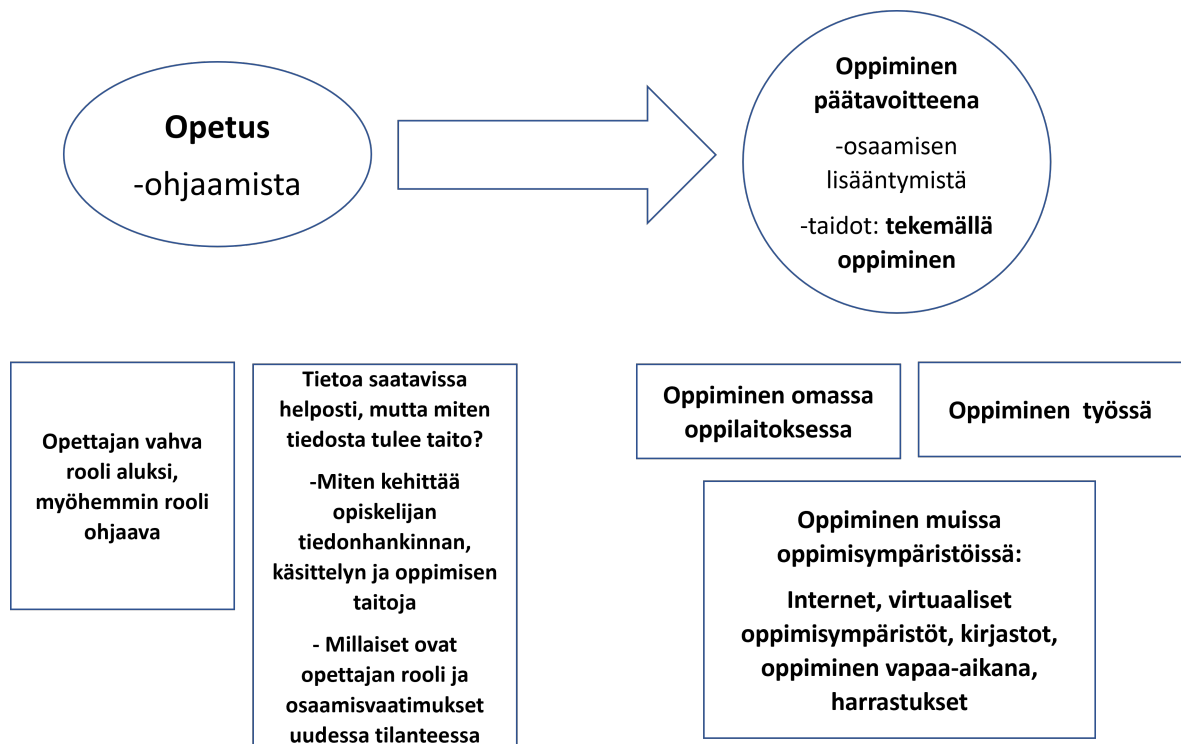 Opetus
-ohjaamista
Oppiminen
päätavoitteena
-osaamisen
lisääntymistä
-taidot: tekemällä
oppiminen
Opettajan vahva
rooli aluksi,
myöhemmin rooli
ohjaava
Tietoa saatavissa
helposti, mutta miten
tiedosta tulee taito?
-Miten kehittää
opiskelijan
tiedonhankinnan,
käsittelyn ja oppimisen
taitoja
- Millaiset ovat
opettajan rooli ja
osaamisvaatimukset
uudessa tilanteessa
Oppiminen omassa
oppilaitoksessa
Oppiminen  työssä
Oppiminen muissa
oppimisympäristöissä:
Internet, virtuaaliset
oppimisympäristöt, kirjastot,
oppiminen vapaa-aikana,
harrastukset